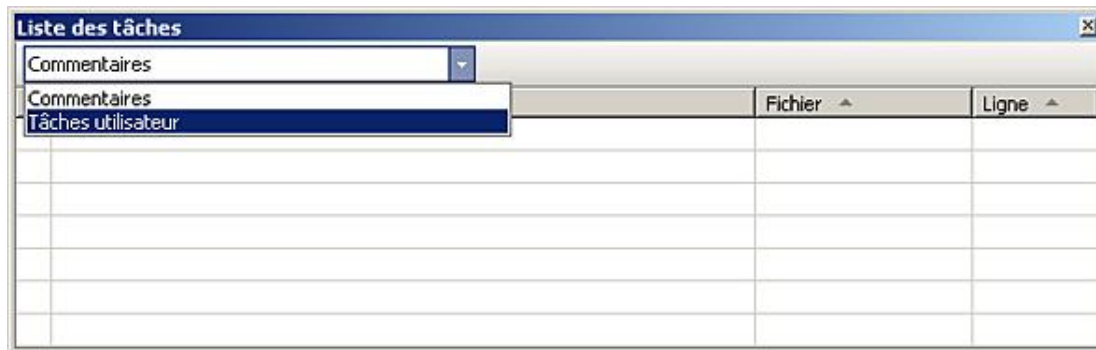 Liste des tâches
Commentaires
Commentaires
Tâches utilisateur
Fichier
Ligne